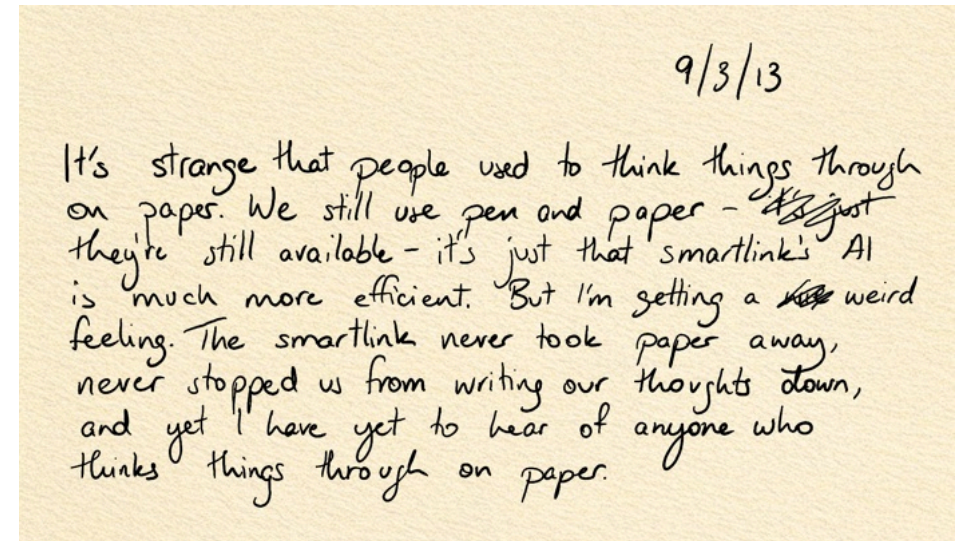 9/3/13
It's strange that people used to think things through
on paper. We still use pen and paper - it's just
they're still available - it's just that smartlink's AI
is much more efficient. But I'm getting a weird
feeling. The smartlink never took paper away,
never stopped us from writing our thoughts down,
and yet I have yet to hear of anyone who
thinks things through on paper.